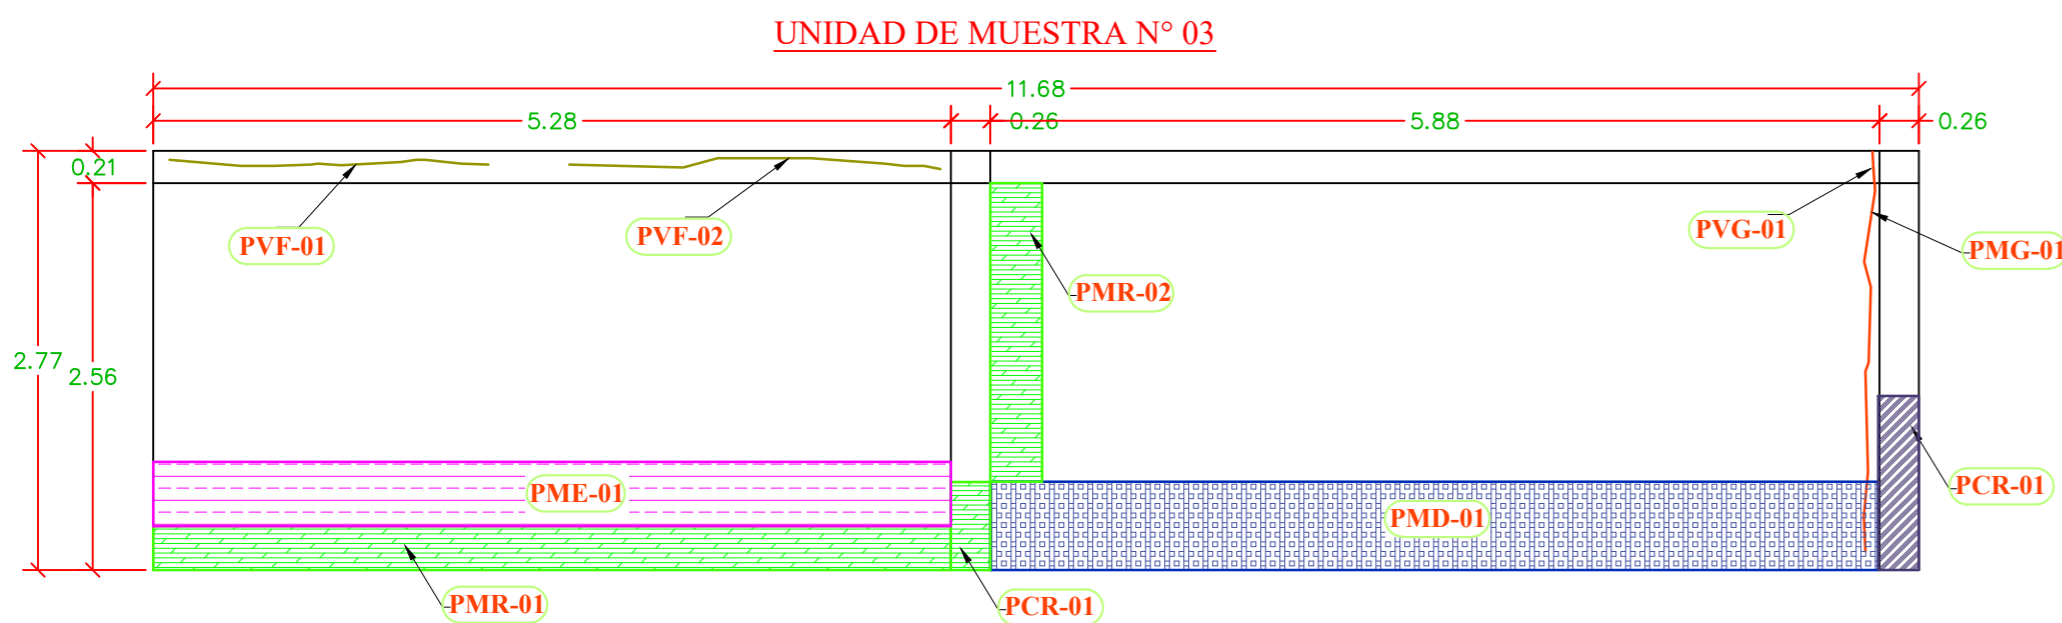 UNIDAD DE MUESTRA N° 03
11.68
5.28
0.26
5.88
0.26
0.21
2.77
2.56
PVF-01
PVF-02
PVG-01
PMG-01
PMR-02
PME-01
PMD-01
PCR-01
PMR-01
PCR-01